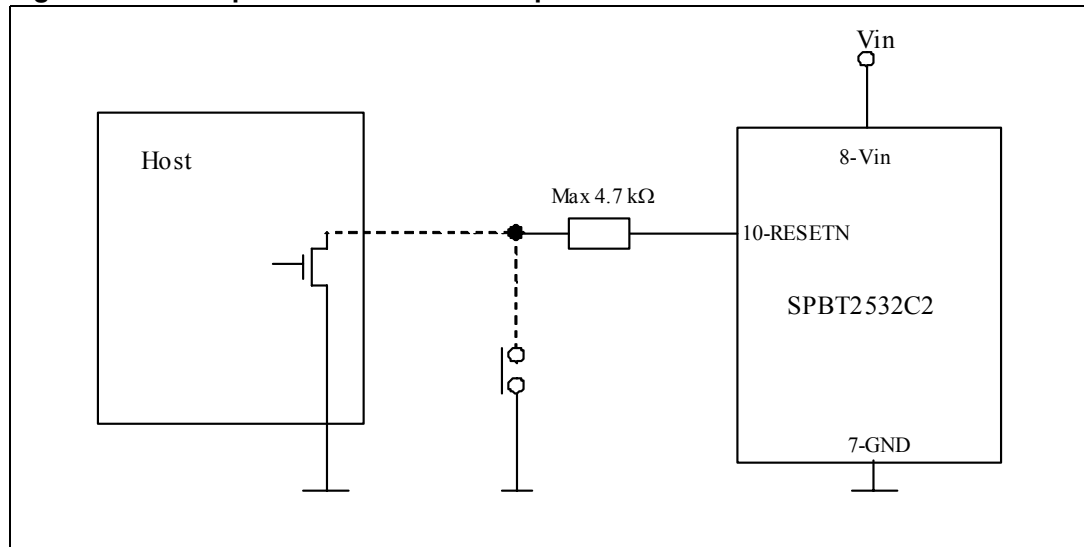 Vin
Host
8-Vin
Max 4.7 kΩ
10-RESETN
SPBT2532C2
7-GND